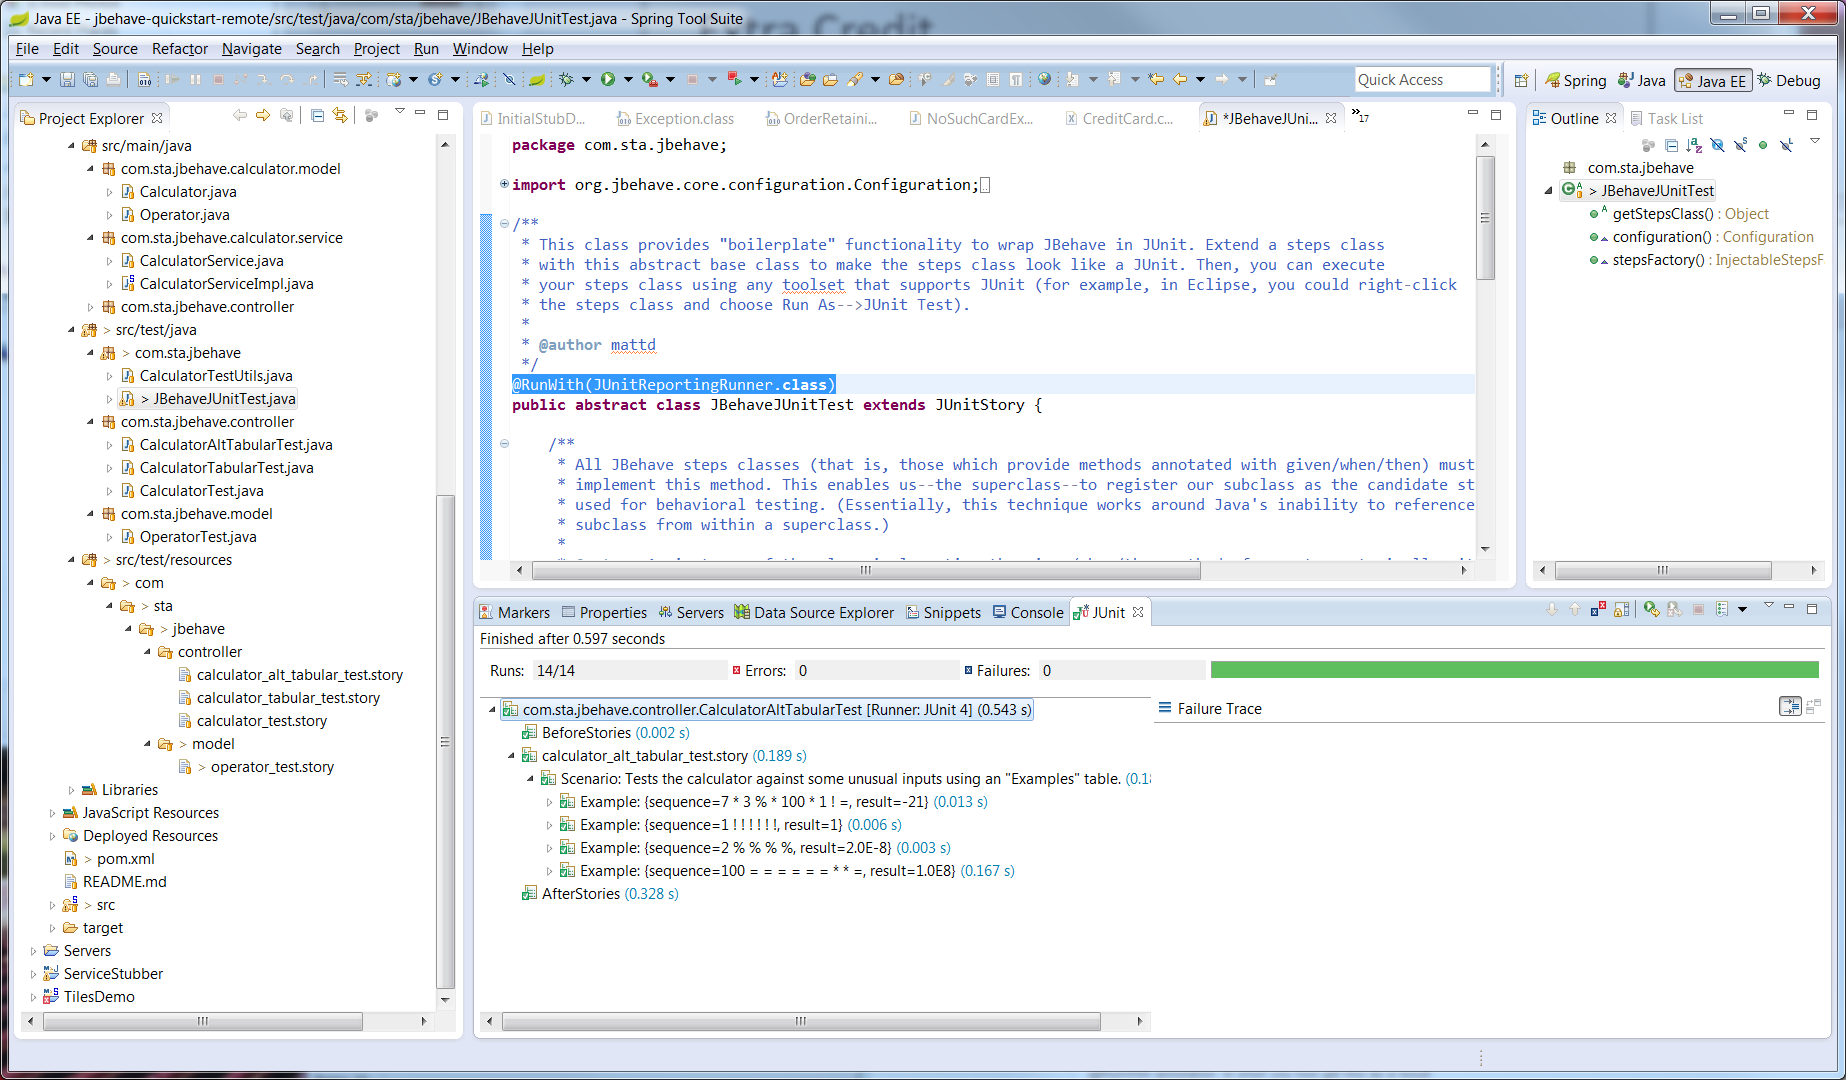 Java EE - jbehave-quickstart-remote/src/test/java/com/sta/jbehave/JBehaveJUnitTest.java - Spring Tool Suite
File Edit Source Refactor Navigate Search Project Run Window Help
Quick Access Spring Java Java EE Debug
Project Explorer
src/main/java
com.sta.jbehave.calculator.model
Calculator.java
Operator.java
com.sta.jbehave.calculator.service
CalculatorService.java
CalculatorServiceImpl.java
com.sta.jbehave.controller
> src/test/java
> com.sta.jbehave
CalculatorTestUtils.java
> JBehaveJUnitTest.java
com.sta.jbehave.controller
CalculatorAltTabularTest.java
CalculatorTabularTest.java
CalculatorTest.java
com.sta.jbehave.model
OperatorTest.java
> src/test/resources
> com
> sta
> jbehave
controller
calculator_alt_tabular_test.story
calculator_tabular_test.story
calculator_test.story
> model
> operator_test.story
Libraries
JavaScript Resources
Deployed Resources
> pom.xml
README.md
> src
target
Servers
ServiceStubber
TilesDemo
InitialStubD... Exception.class OrderRetaini... NoSuchCardEx... CreditCard.c... *JBehaveJUni... »17
package com.sta.jbehave;
import org.jbehave.core.configuration.Configuration;
/**
* This class provides "boilerplate" functionality to wrap JBehave in JUnit. Extend a steps class
* with this abstract base class to make the steps class look like a JUnit. Then, you can execute
* your steps class using any toolset that supports JUnit (for example, in Eclipse, you could right-click
* the steps class and choose Run As-->JUnit Test).
*
* @author mattd
*/
@RunWith(JUnitReportingRunner.class)
public abstract class JBehaveJUnitTest extends JUnitStory {
/**
* All JBehave steps classes (that is, those which provide methods annotated with given/when/then) must
* implement this method. This enables us--the superclass--to register our subclass as the candidate st
* used for behavioral testing. (Essentially, this technique works around Java's inability to reference
* subclass from within a superclass.)
*
Outline Task List
com.sta.jbehave
> JBehaveJUnitTest
getStepsClass() : Object
configuration() : Configuration
stepsFactory() : InjectableStepsF
Markers Properties Servers Data Source Explorer Snippets Console JUnit
Finished after 0.597 seconds
Runs: 14/14 Errors: 0 Failures: 0
com.sta.jbehave.controller.CalculatorAltTabularTest [Runner: JUnit 4] (0.543 s)
BeforeStories (0.002 s)
calculator_alt_tabular_test.story (0.189 s)
Scenario: Tests the calculator against some unusual inputs using an "Examples" table. (0.18
Example: {sequence=7 * 3 % * 100 * 1 ! =, result=-21} (0.013 s)
Example: {sequence=1 ! ! ! ! ! !, result=1} (0.006 s)
Example: {sequence=2 % % % %, result=2.0E-8} (0.003 s)
Example: {sequence=100 = = = = = = * * =, result=1.0E8} (0.167 s)
AfterStories (0.328 s)
Failure Trace